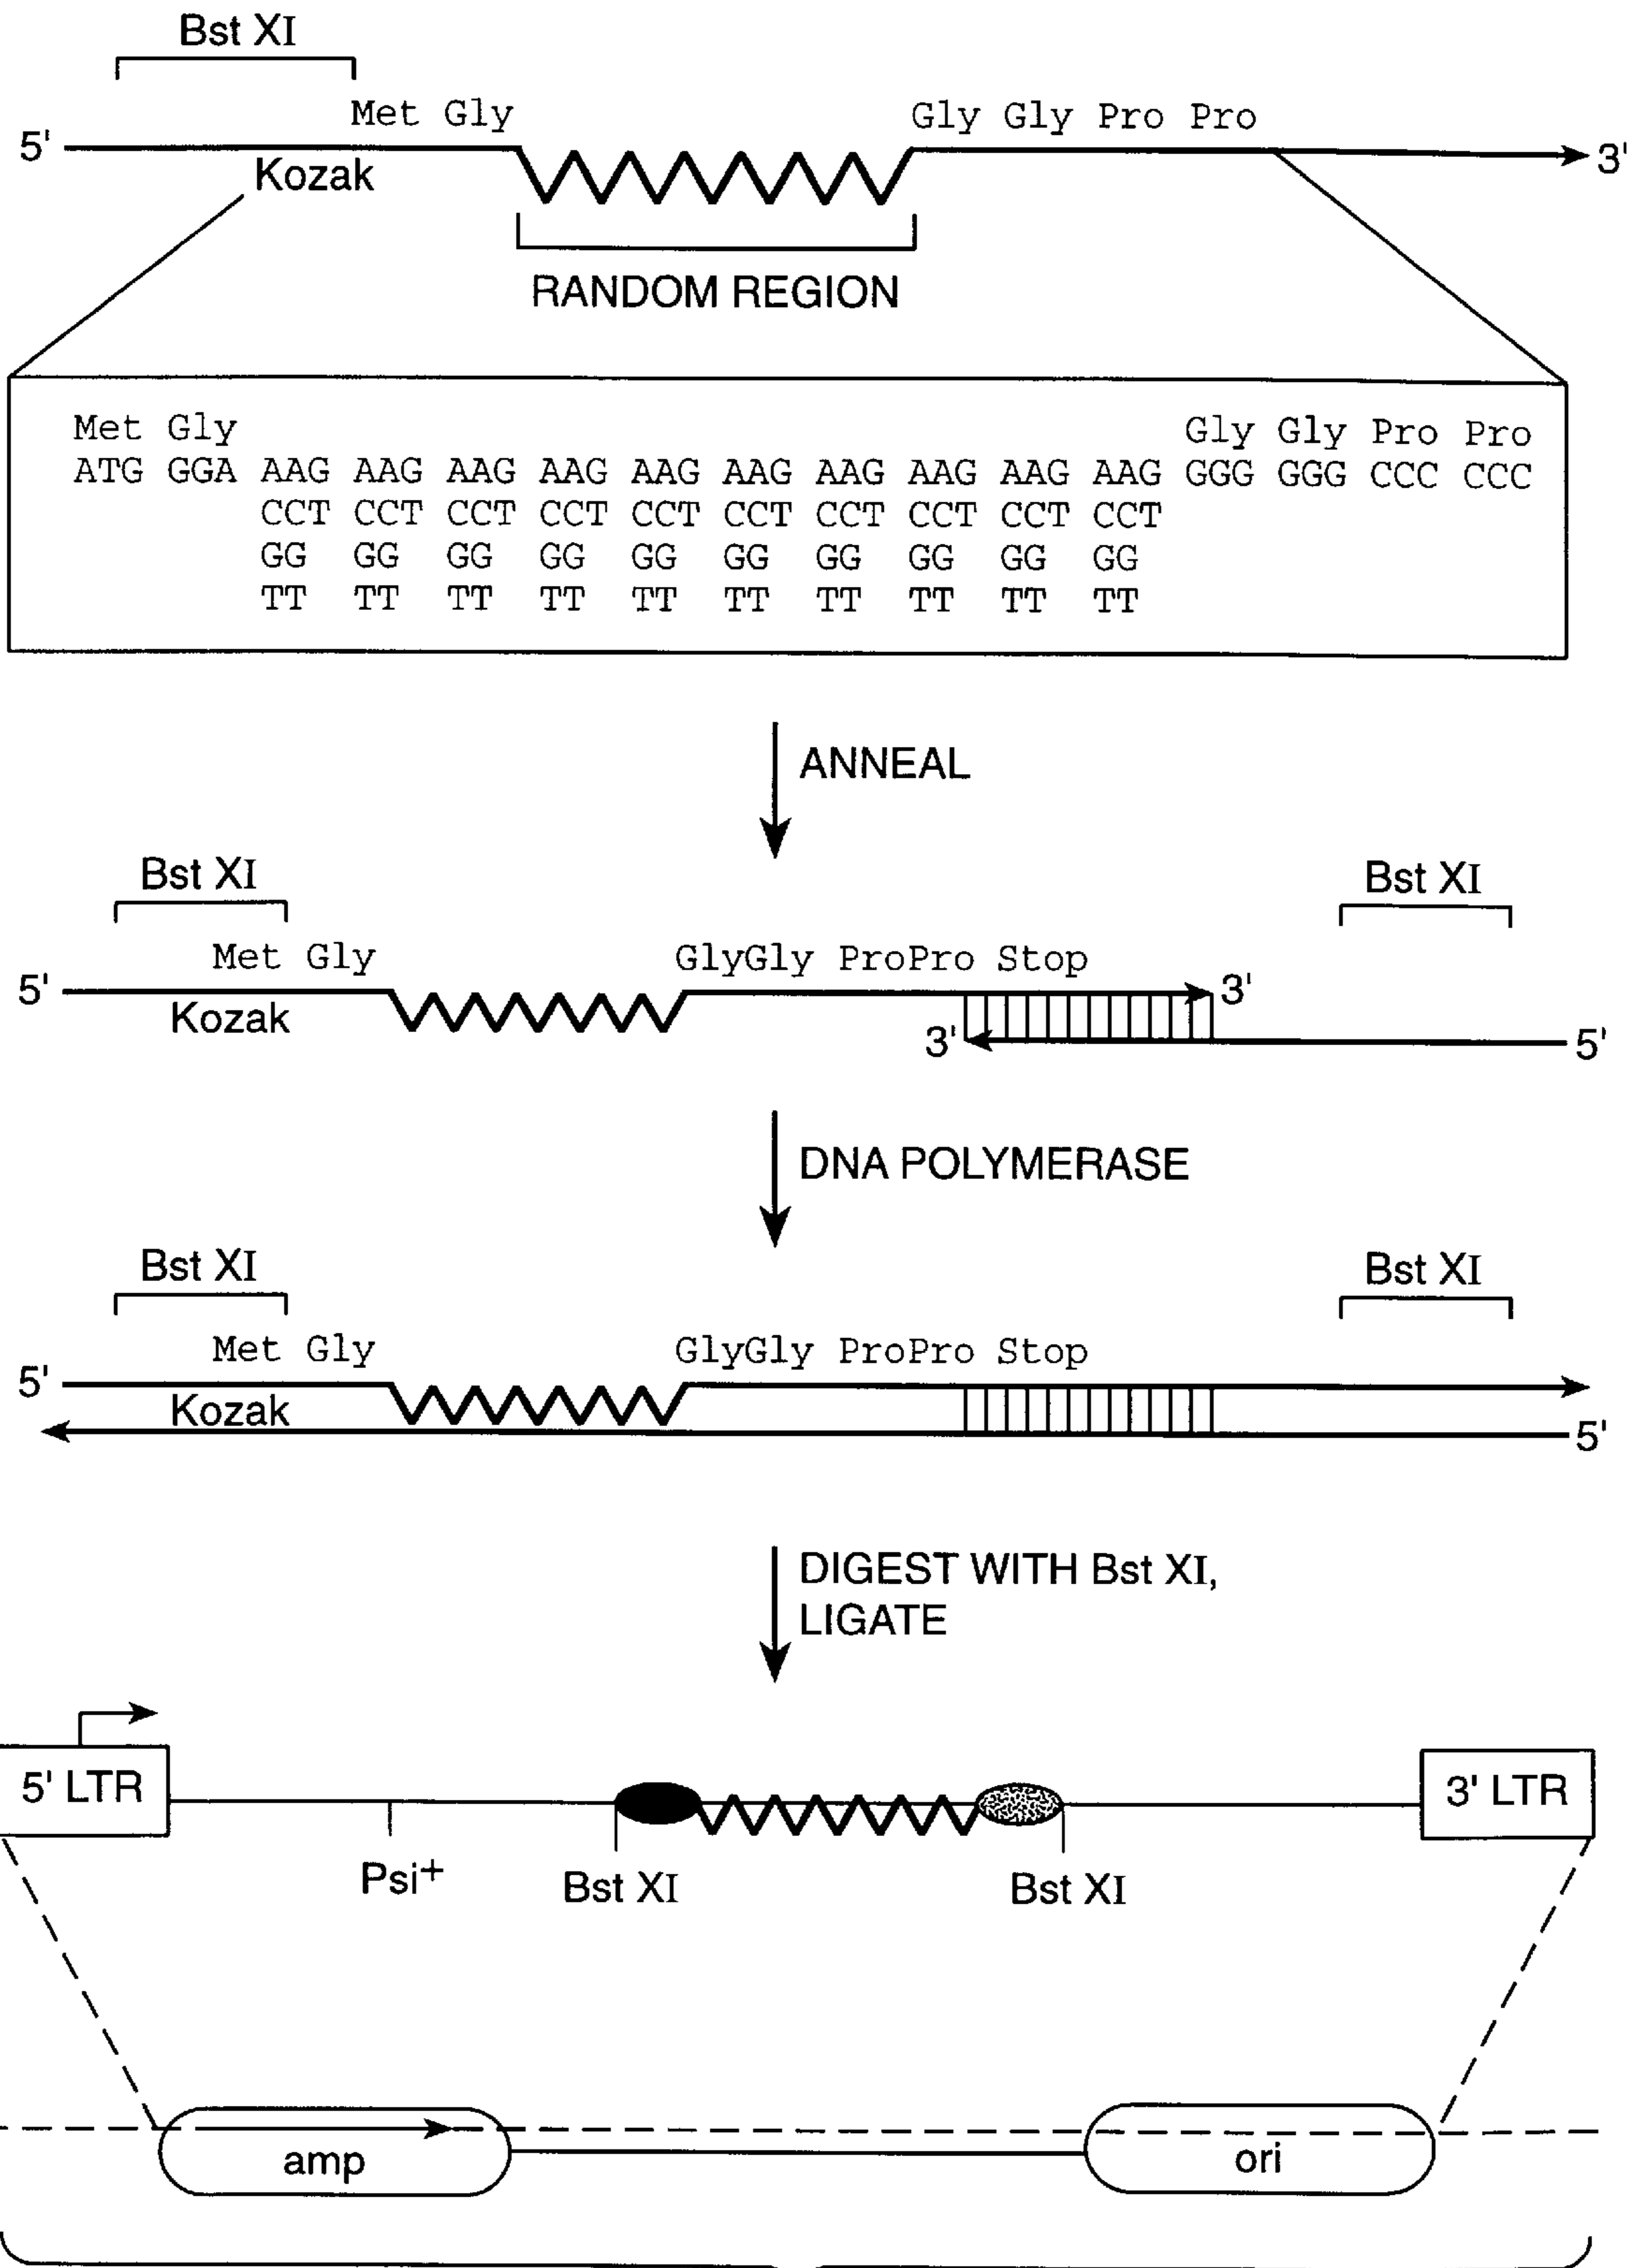 Bst XI
Met Gly Gly Gly Pro Pro
5' 3'
Kozak
RANDOM REGION
Met Gly Gly Gly Pro Pro
ATG GGA AAG AAG AAG AAG AAG AAG AAG AAG AAG AAG GGG GGG CCC CCC
CCT CCT CCT CCT CCT CCT CCT CCT CCT CCT
GG GG GG GG GG GG GG GG GG GG
TT TT TT TT TT TT TT TT TT TT
ANNEAL
Bst XI Bst XI
Met Gly GlyGly ProPro Stop
5' 3'
Kozak
3' 5'
DNA POLYMERASE
Bst XI Bst XI
Met Gly GlyGly ProPro Stop
5'
Kozak
5'
DIGEST WITH Bst XI,
LIGATE
5' LTR 3' LTR
Psi+ Bst XI Bst XI
amp ori